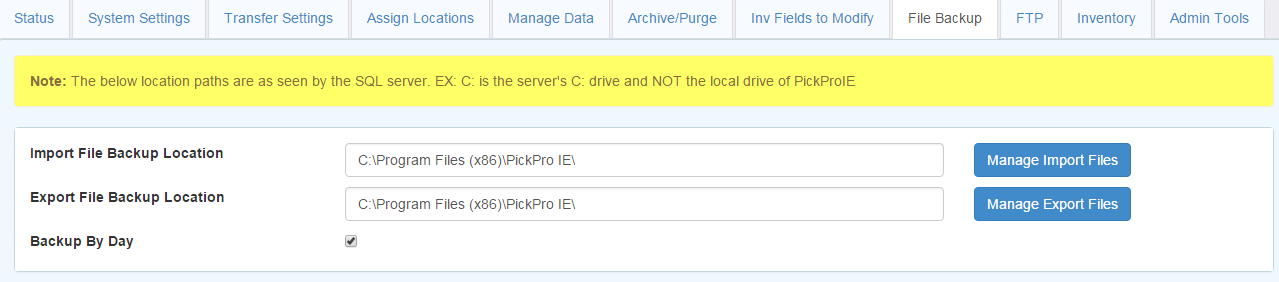 Status System Settings Transfer Settings Assign Locations Manage Data Archive/Purge Inv Fields to Modify File Backup FTP Inventory Admin Tools
Note: The below location paths are as seen by the SQL server. EX: C: is the server's C: drive and NOT the local drive of PickProIE
Import File Backup Location C:\Program Files (x86)\PickPro IE\ Manage Import Files
Export File Backup Location C:\Program Files (x86)\PickPro IE\ Manage Export Files
Backup By Day